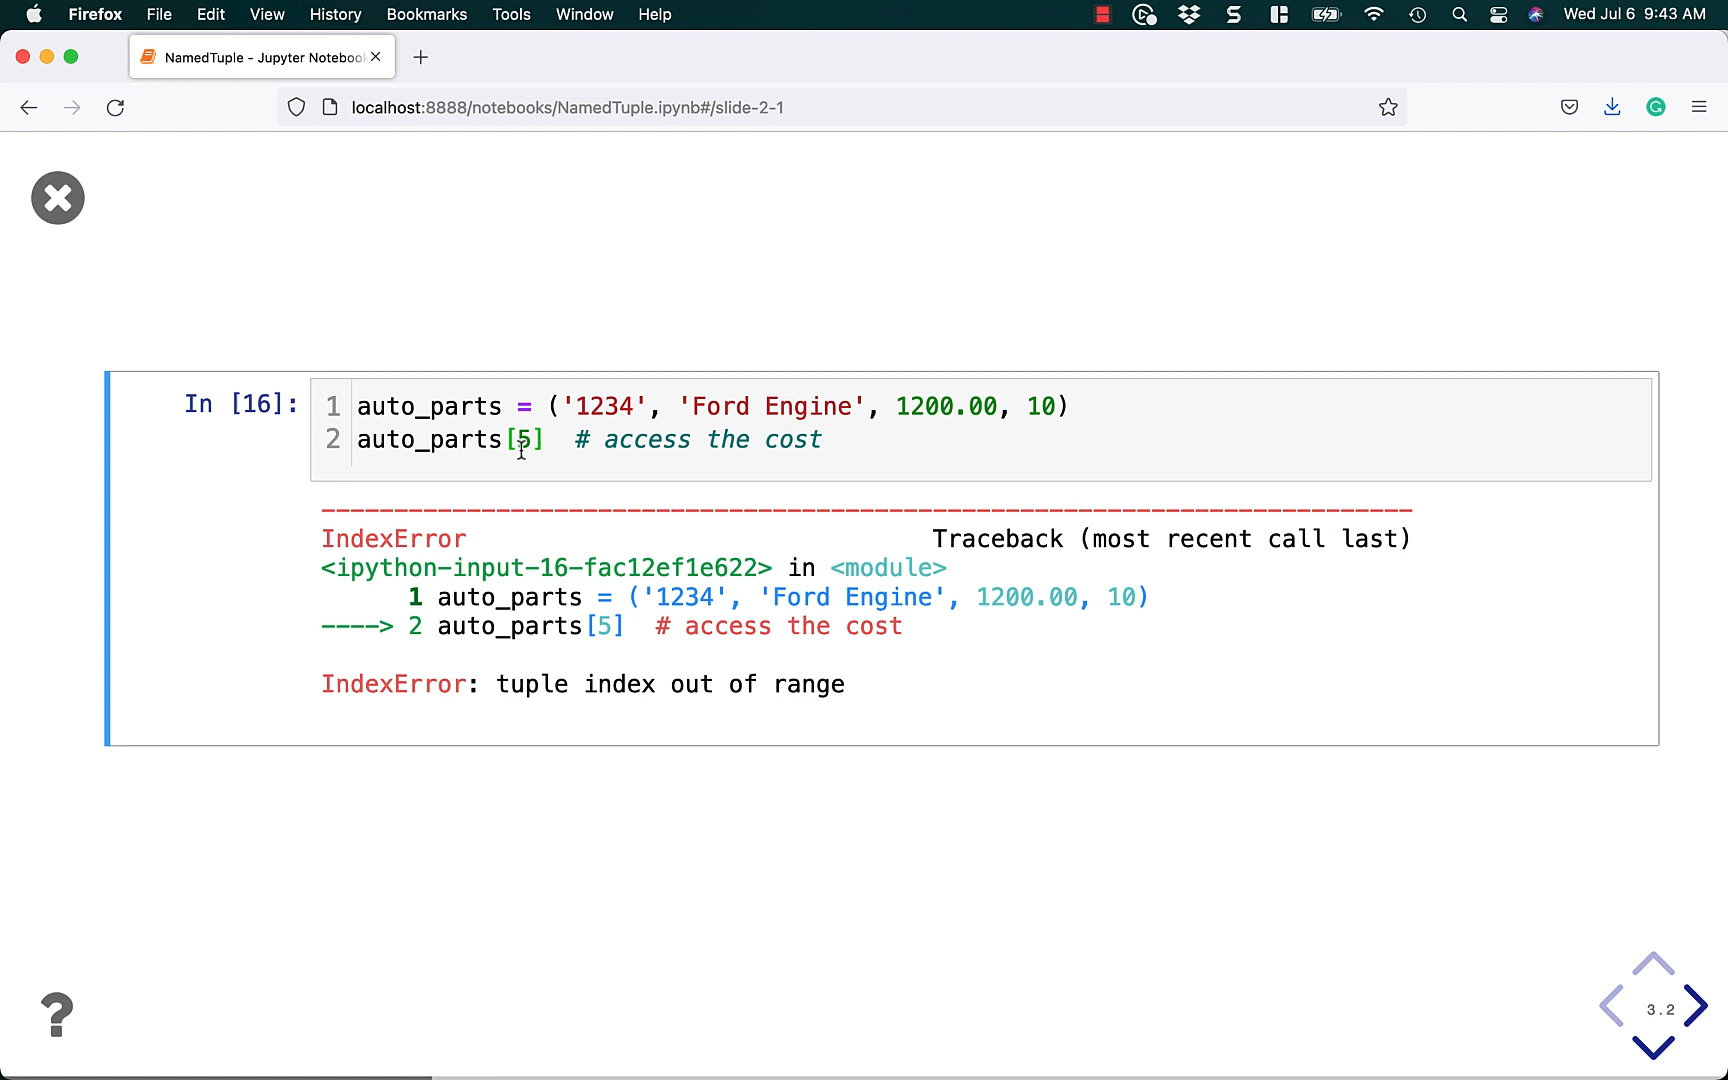 Firefox File Edit View History Bookmarks Tools Window Help Wed Jul 6 9:43 AM
NamedTuple - Jupyter Noteboo
localhost:8888/notebooks/NamedTuple.ipynb#/slide-2-1
In [16]:
1 auto_parts = ('1234', 'Ford Engine', 1200.00, 10)
2 auto_parts[5]  # access the cost
---------------------------------------------------------------------------
IndexError                                Traceback (most recent call last)
<ipython-input-16-fac12ef1e622> in <module>
      1 auto_parts = ('1234', 'Ford Engine', 1200.00, 10)
----> 2 auto_parts[5]  # access the cost
IndexError: tuple index out of range
?
3.2